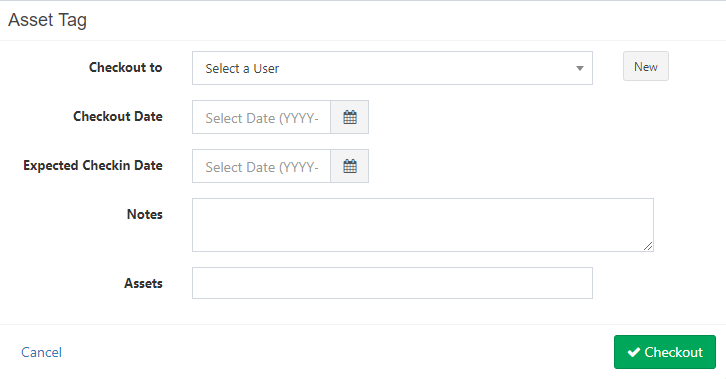 Asset Tag
Checkout to Select a User New
Checkout Date Select Date (YYYY-
Expected Checkin Date Select Date (YYYY-
Notes
Assets
Cancel Checkout